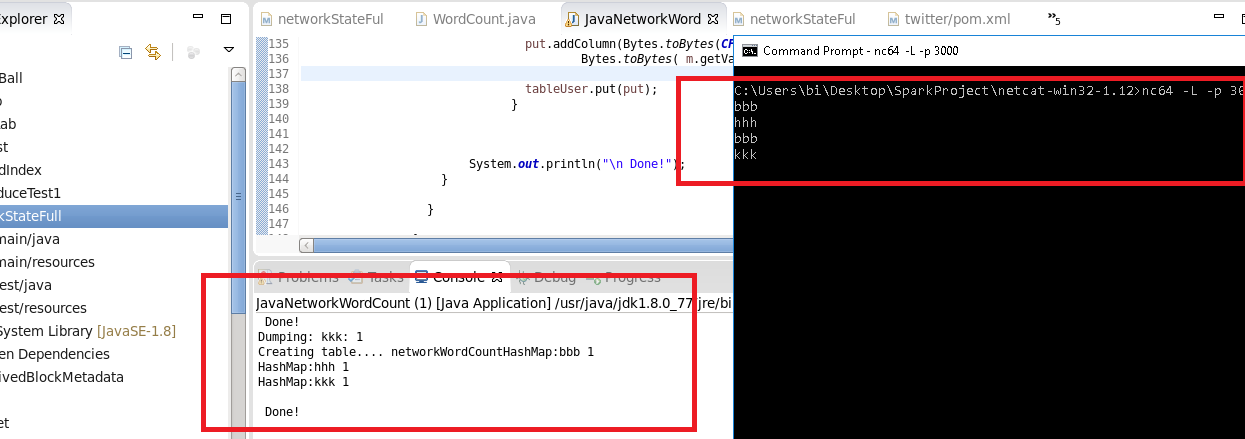 Explorer
Ball
ab
st
dIndex
duceTest1
kStateFull
main/java
main/resources
est/java
est/resources
System Library [JavaSE-1.8]
en Dependencies
ivedBlockMetadata
et
networkStateFul
WordCount.java
JavaNetworkWord
networkStateFul
twitter/pom.xml
»5
135 put.addColumn(Bytes.toBytes(CF
136 Bytes.toBytes( m.getVa
137
138 tableUser.put(put);
139 }
140
141
142
143 System.out.println("\n Done!");
144 }
145
146 }
147
Problems Tasks Console Debug Progress
JavaNetworkWordCount (1) [Java Application] /usr/java/jdk1.8.0_77/jre/bi
Done!
Dumping: kkk: 1
Creating table.... networkWordCountHashMap:bbb 1
HashMap:hhh 1
HashMap:kkk 1
Done!
Command Prompt - nc64 -L -p 3000
C:\Users\bi\Desktop\SparkProject\netcat-win32-1.12>nc64 -L -p 30
bbb
hhh
bbb
kkk